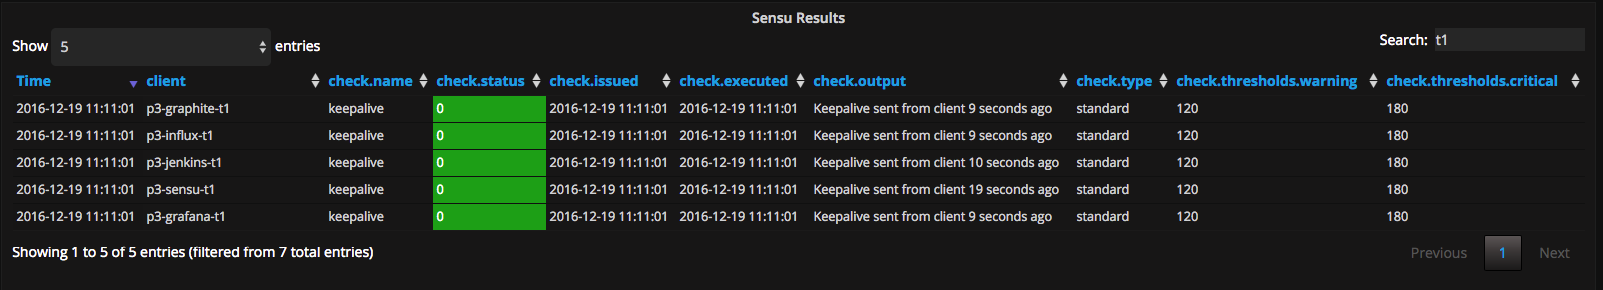 Sensu Results
Show 5 entries Search: t1
Time client check.name check.status check.issued check.executed check.output check.type check.thresholds.warning check.thresholds.critical
2016-12-19 11:11:01 p3-graphite-t1 keepalive 0 2016-12-19 11:11:01 2016-12-19 11:11:01 Keepalive sent from client 9 seconds ago standard 120 180
2016-12-19 11:11:01 p3-influx-t1 keepalive 0 2016-12-19 11:11:01 2016-12-19 11:11:01 Keepalive sent from client 9 seconds ago standard 120 180
2016-12-19 11:11:01 p3-jenkins-t1 keepalive 0 2016-12-19 11:11:01 2016-12-19 11:11:01 Keepalive sent from client 10 seconds ago standard 120 180
2016-12-19 11:11:01 p3-sensu-t1 keepalive 0 2016-12-19 11:11:01 2016-12-19 11:11:01 Keepalive sent from client 19 seconds ago standard 120 180
2016-12-19 11:11:01 p3-grafana-t1 keepalive 0 2016-12-19 11:11:01 2016-12-19 11:11:01 Keepalive sent from client 9 seconds ago standard 120 180
Showing 1 to 5 of 5 entries (filtered from 7 total entries) Previous 1 Next